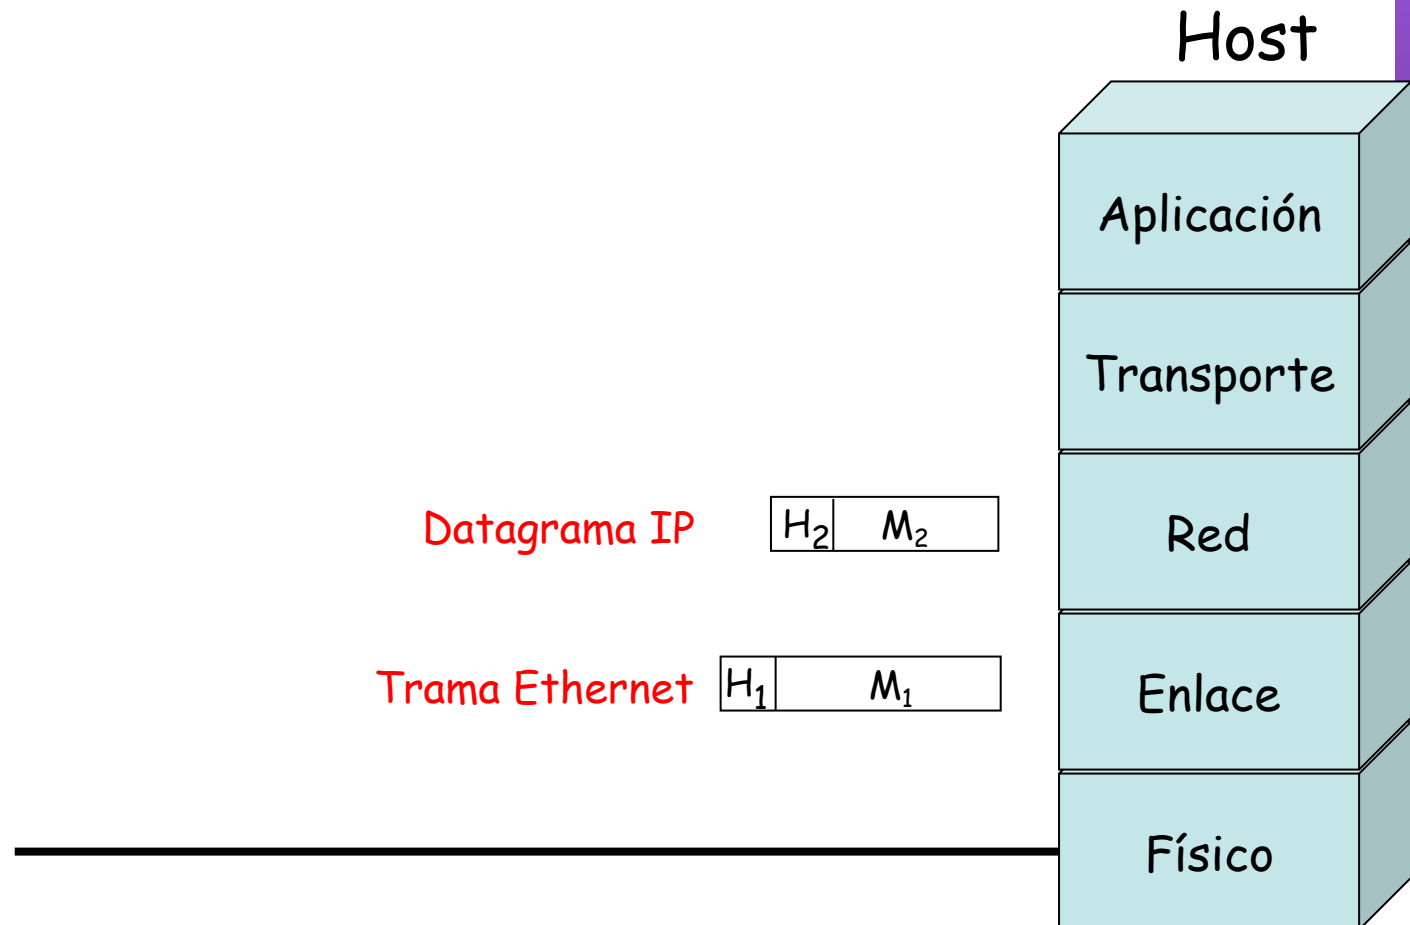 Host
Aplicación
Transporte
Datagrama IP H₂ M₂ Red
Trama Ethernet H₁ M₁ Enlace
Físico